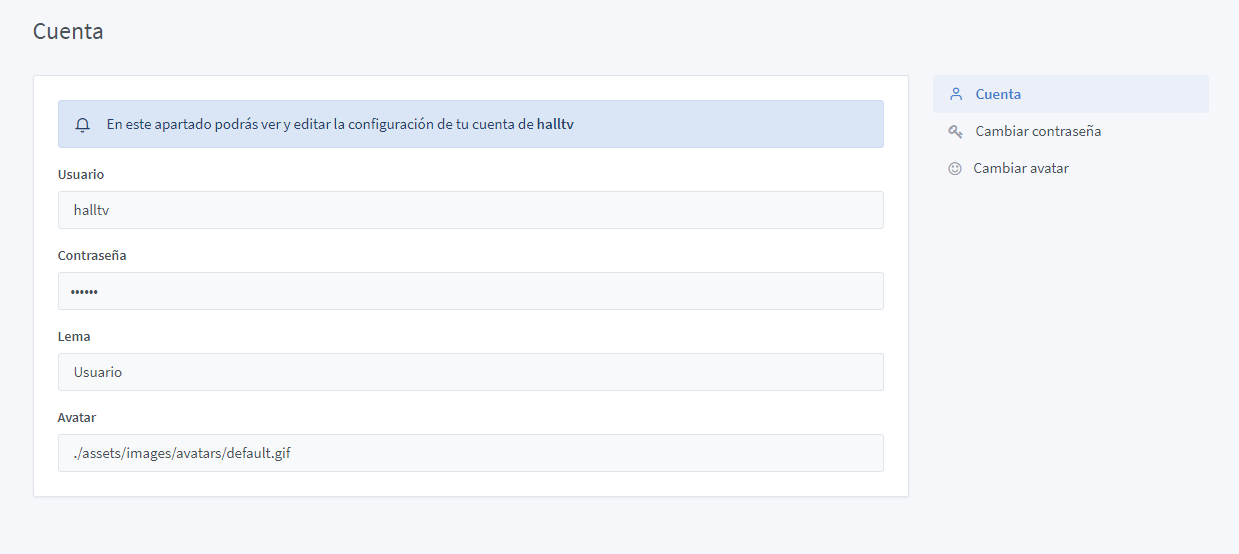 Cuenta
En este apartado podrás ver y editar la configuración de tu cuenta de halltv
Usuario
halltv
Contraseña
••••••
Lema
Usuario
Avatar
./assets/images/avatars/default.gif
Cuenta
Cambiar contraseña
Cambiar avatar